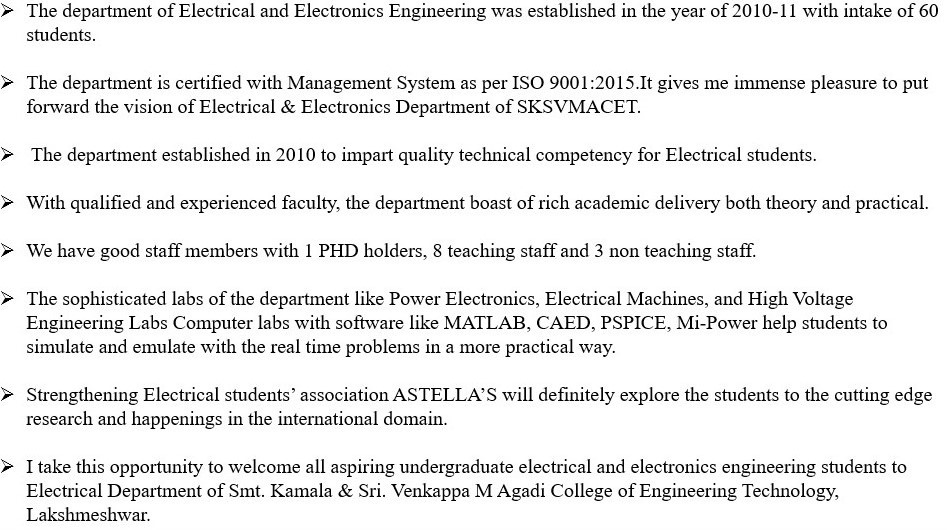 ➢ The department of Electrical and Electronics Engineering was established in the year of 2010-11 with intake of 60
students.
➢ The department is certified with Management System as per ISO 9001:2015.It gives me immense pleasure to put
forward the vision of Electrical & Electronics Department of SKSVMACET.
➢ The department established in 2010 to impart quality technical competency for Electrical students.
➢ With qualified and experienced faculty, the department boast of rich academic delivery both theory and practical.
➢ We have good staff members with 1 PHD holders, 8 teaching staff and 3 non teaching staff.
➢ The sophisticated labs of the department like Power Electronics, Electrical Machines, and High Voltage
Engineering Labs Computer labs with software like MATLAB, CAED, PSPICE, Mi-Power help students to
simulate and emulate with the real time problems in a more practical way.
➢ Strengthening Electrical students’ association ASTELLA’S will definitely explore the students to the cutting edge
research and happenings in the international domain.
➢ I take this opportunity to welcome all aspiring undergraduate electrical and electronics engineering students to
Electrical Department of Smt. Kamala & Sri. Venkappa M Agadi College of Engineering Technology,
Lakshmeshwar.